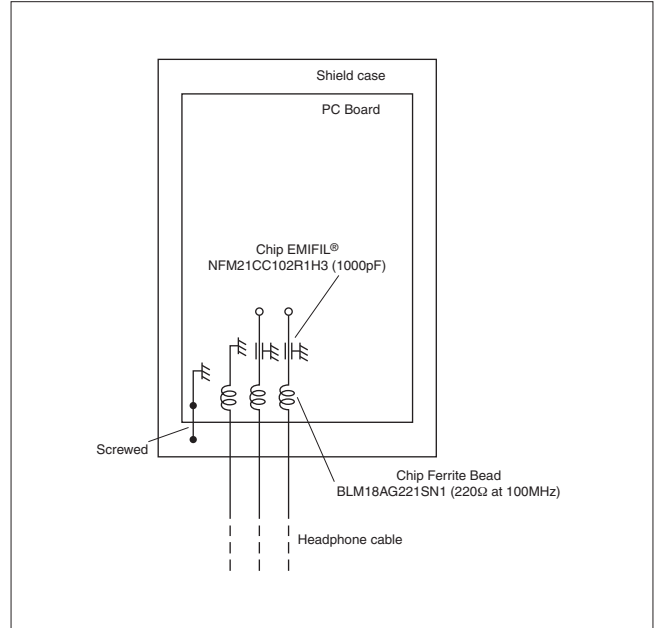 Shield case
PC Board
Chip EMIFIL®
NFM21CC102R1H3 (1000pF)
Screwed
Chip Ferrite Bead
BLM18AG221SN1 (220Ω at 100MHz)
Headphone cable